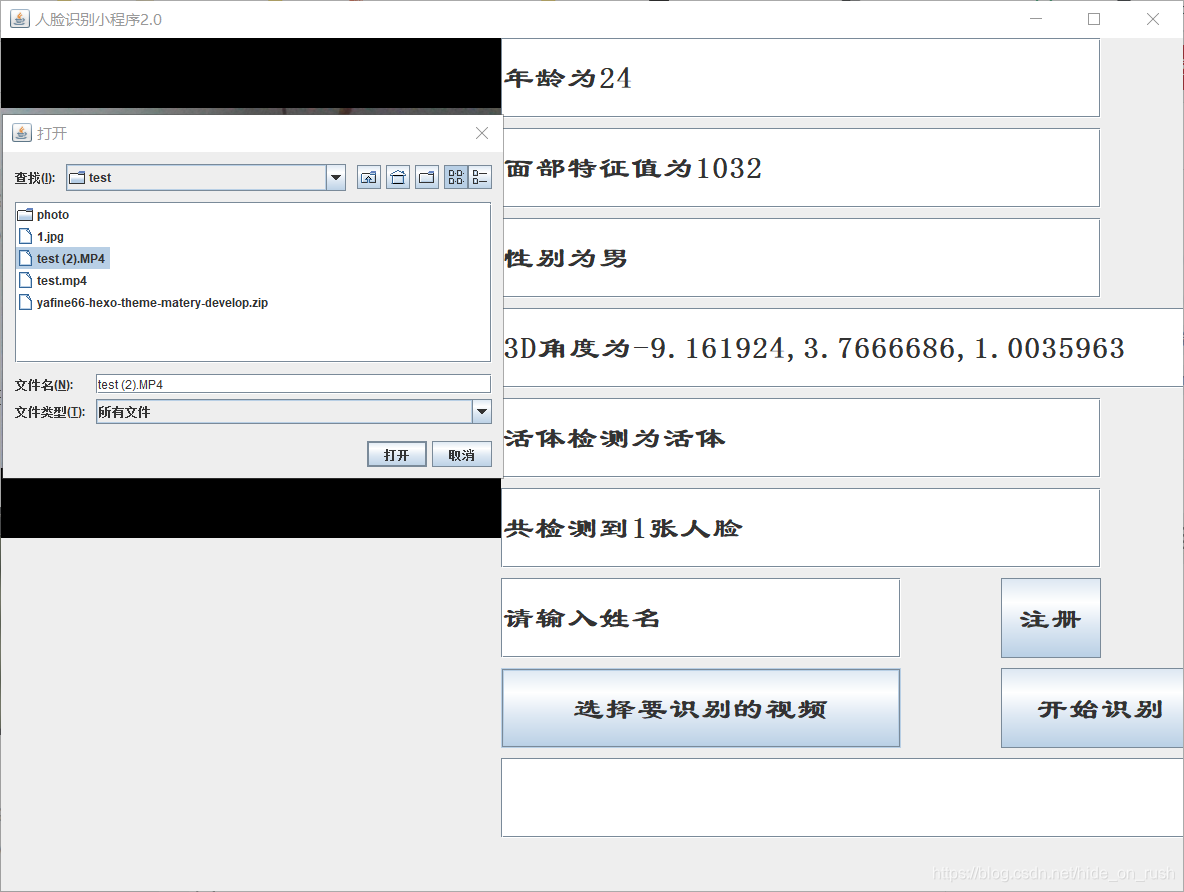 人脸识别小程序2.0
年龄为24
面部特征值为1032
性别为男
3D角度为-9.161924,3.7666686,1.0035963
活体检测为活体
共检测到1张人脸
请输入姓名
注册
选择要识别的视频
开始识别
打开
查找(I):
test
photo
1.jpg
test (2).MP4
test.mp4
yafine66-hexo-theme-matery-develop.zip
文件名(N):
test (2).MP4
文件类型(T):
所有文件
打开
取消
https://blog.csdn.net/hide_on_rush